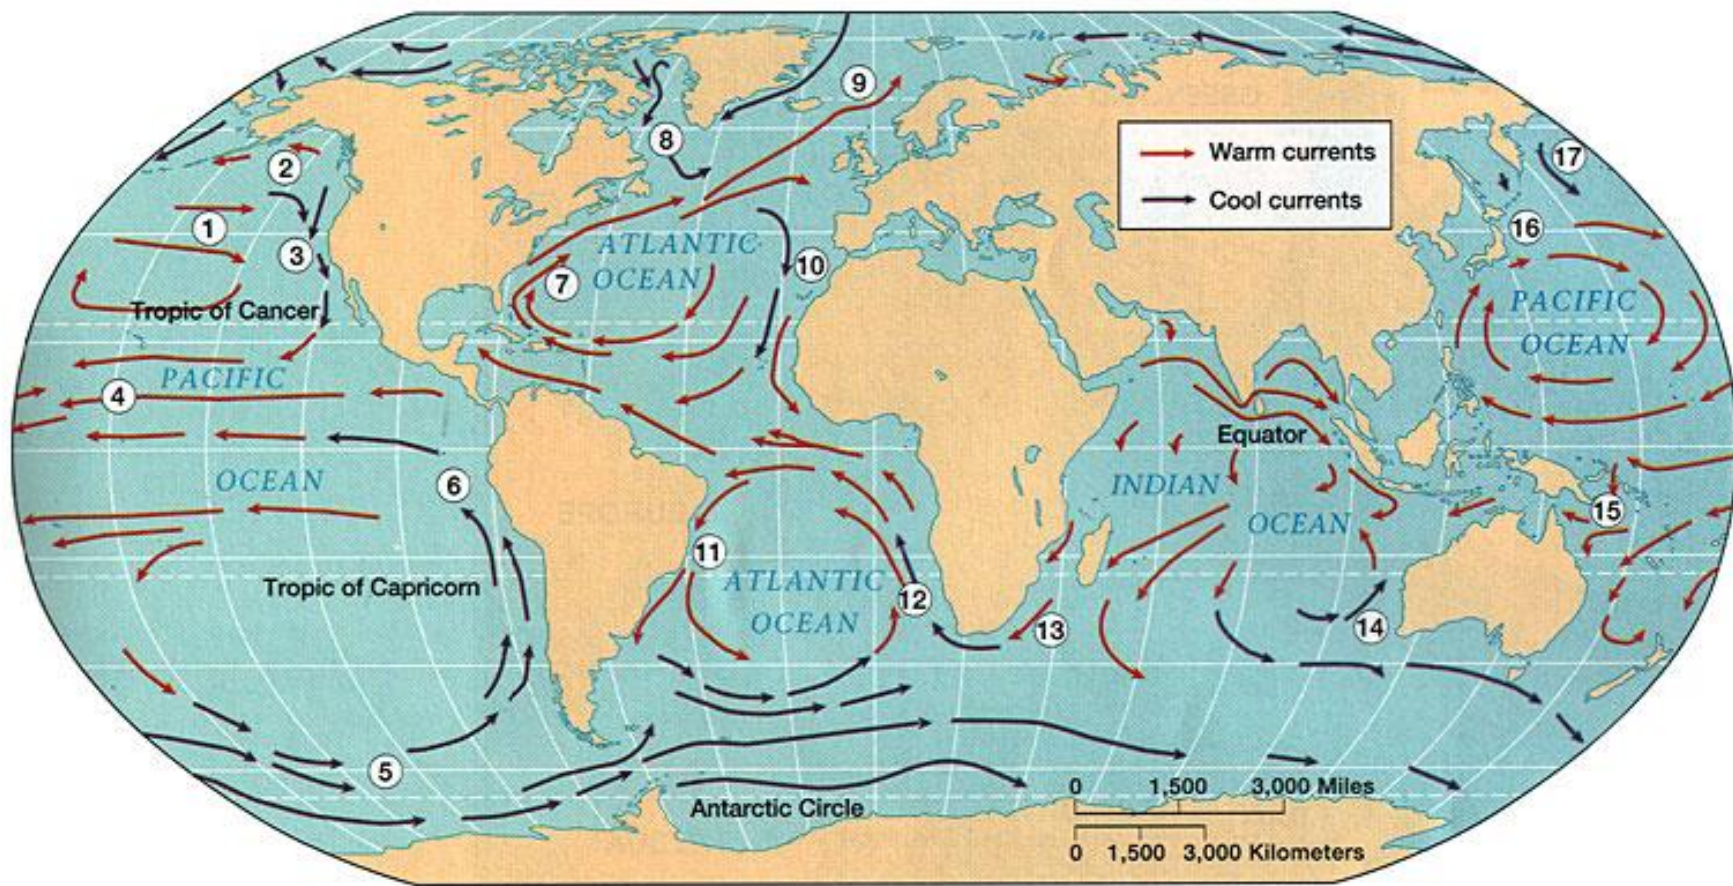 9
8
Warm currents
17
2
Cool currents
1
16
ATLANTIC
3
10
OCEAN
7
PACIFIC
Tropic of Cancer
OCEAN
PACIFIC
4
Equator
OCEAN
6
INDIAN
15
OCEAN
11
ATLANTIC
Tropic of Capricorn
12
OCEAN
13
14
5
0 1,500 3,000 Miles
Antarctic Circle
0 1,500 3,000 Kilometers